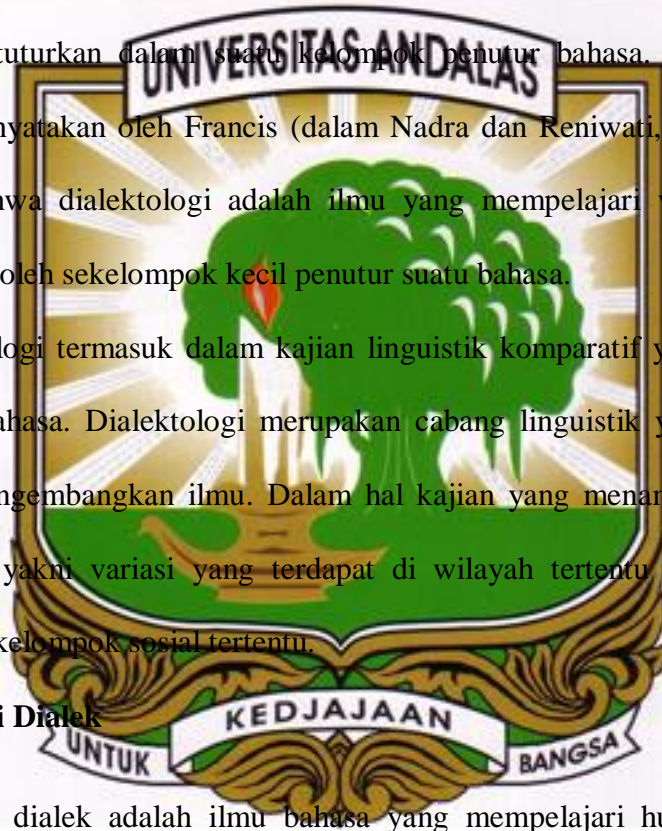 tuturkan dalam suatu kelompok penutur bahasa.
UNIVERSITAS ANDALAS
nyatakan oleh Francis (dalam Nadra dan Reniwati,
hwa dialektologi adalah ilmu yang mempelajari v
oleh sekelompok kecil penutur suatu bahasa.
logi termasuk dalam kajian linguistik komparatif y
ahasa. Dialektologi merupakan cabang linguistik y
ngembangkan ilmu. Dalam hal kajian yang menar
yakni variasi yang terdapat di wilayah tertentu
kelompok sosial tertentu.
i Dialek
UNTUK KEDJAJAAN BANGSA
dialek adalah ilmu bahasa yang mempelajari hu